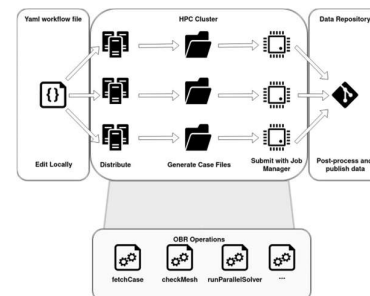 Yaml workflow file
HPC Cluster
Data Repository
{}
Edit Locally
Distribute
Generate Case Files
Submit with Job
Manager
Post-process and
publish data
OBR Operations
fetchCase
checkMesh
runParallelSolver
...